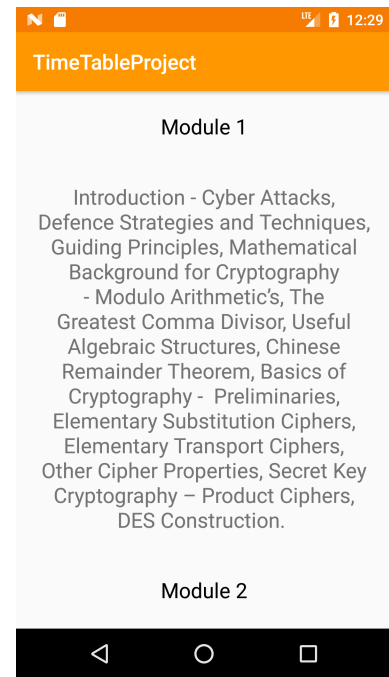 LTE 12:29
TimeTableProject
Module 1
Introduction - Cyber Attacks,
Defence Strategies and Techniques,
Guiding Principles, Mathematical
Background for Cryptography
- Modulo Arithmetic’s, The
Greatest Comma Divisor, Useful
Algebraic Structures, Chinese
Remainder Theorem, Basics of
Cryptography -  Preliminaries,
Elementary Substitution Ciphers,
Elementary Transport Ciphers,
Other Cipher Properties, Secret Key
Cryptography – Product Ciphers,
DES Construction.
Module 2